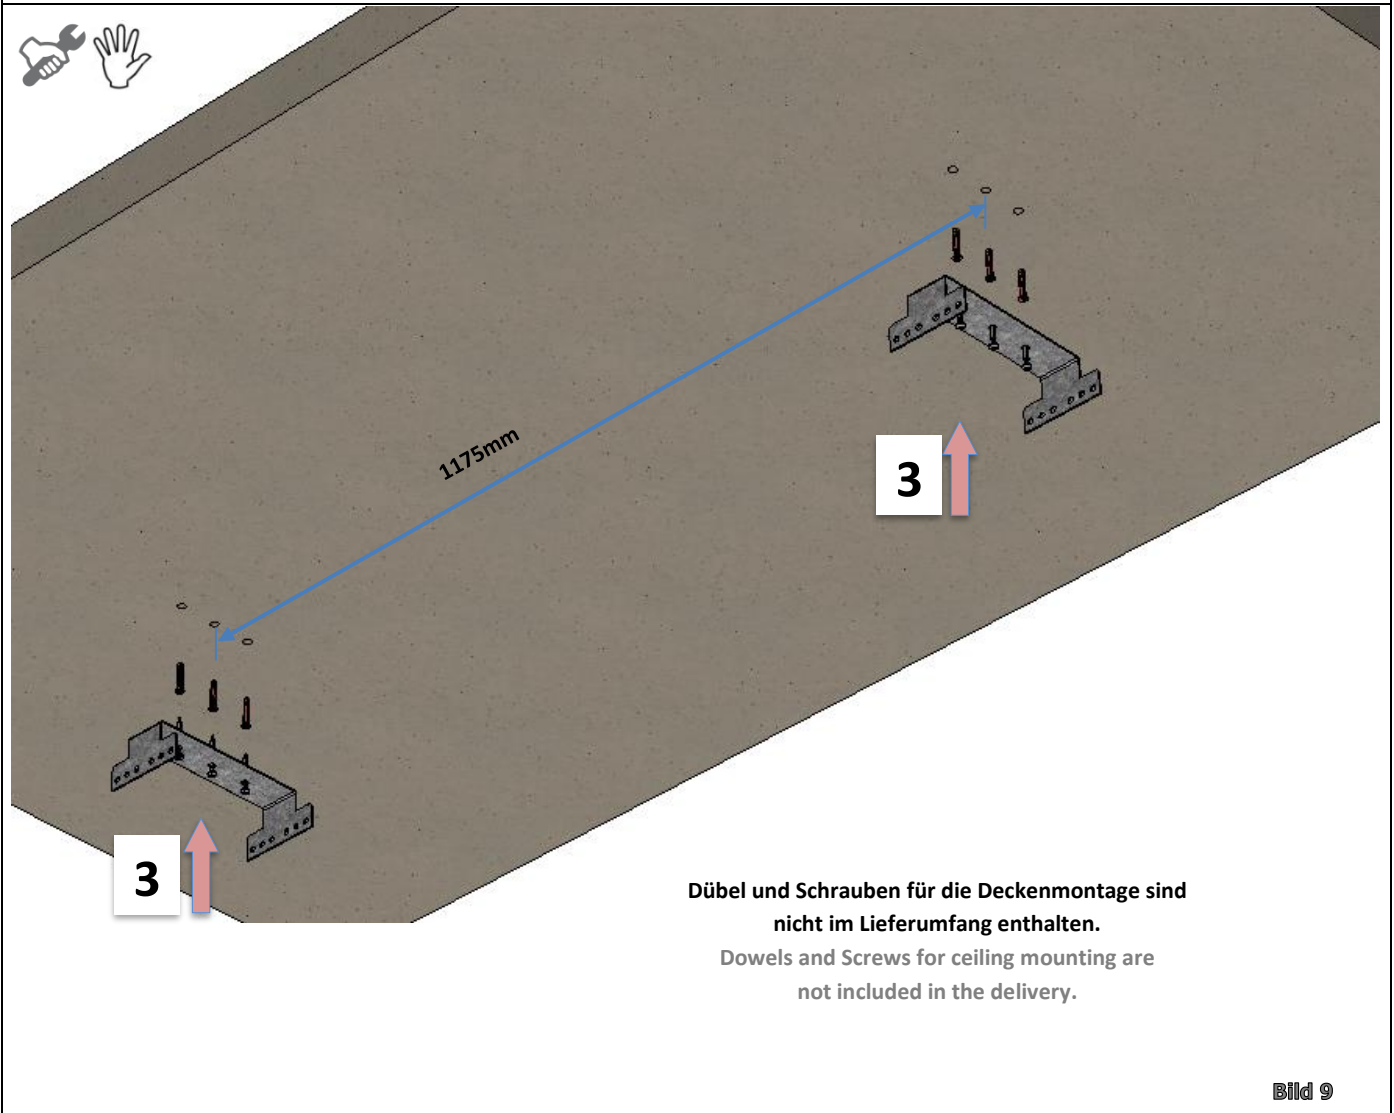 1175mm
3
3
Dübel und Schrauben für die Deckenmontage sind
nicht im Lieferumfang enthalten.
Dowels and Screws for ceiling mounting are
not included in the delivery.
Bild 9